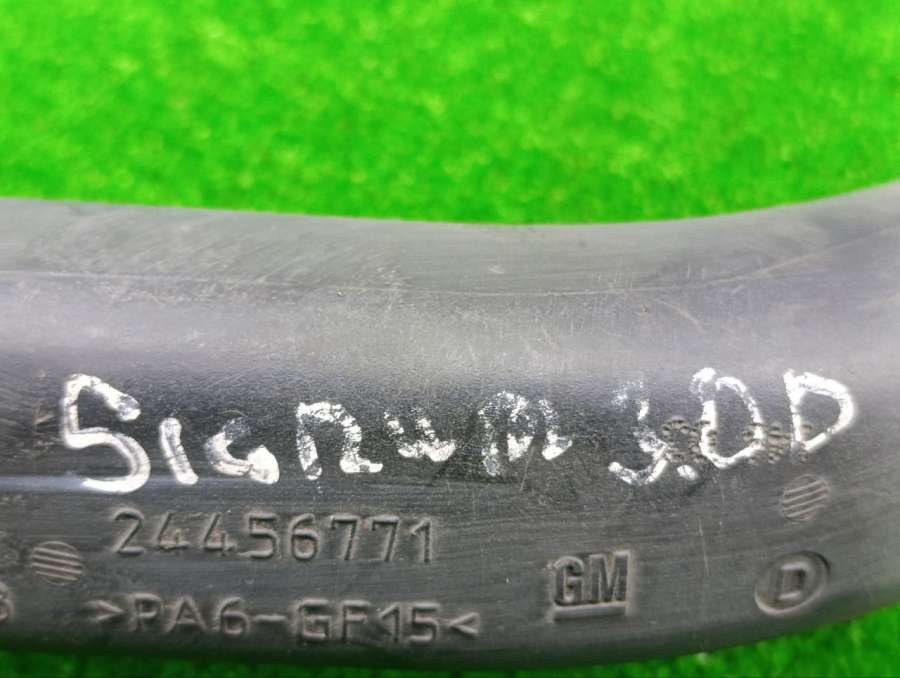 SIGNUM 3.0D
24456771
GM
D
>PA6-GF15<